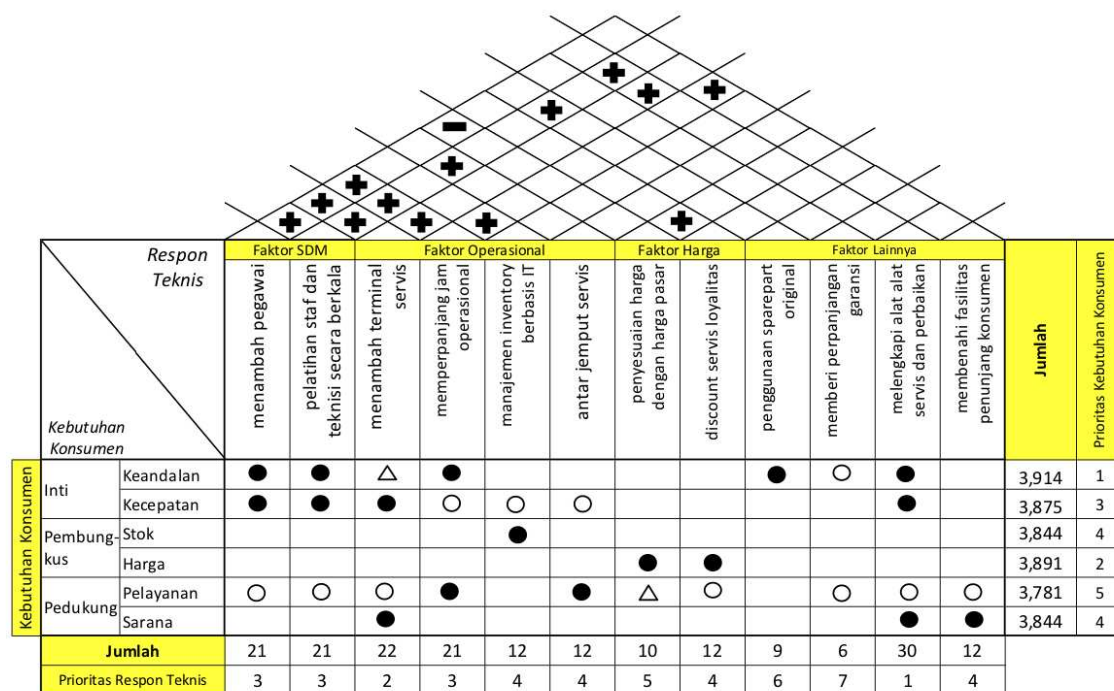 Respon
Teknis
Kebutuhan
Konsumen
Faktor SDM Faktor Operasional Faktor Harga Faktor Lainnya
menambah pegawai
pelatihan staf dan
teknisi secara berkala
menambah terminal
servis
memperpanjang jam
operasional
manajemen inventory
berbasis IT
antar jemput servis
penyesuaian harga
dengan harga pasar
discount servis loyalitas
penggunaan sparepart
original
memberi perpanjangan
garansi
melengkapi alat alat
servis dan perbaikan
membenahi fasilitas
penunjang konsumen
Jumlah
Prioritas Kebutuhan Konsumen
Kebutuhan Konsumen
Inti
Keandalan 3,914 1
Kecepatan 3,875 3
Pembung-
kus
Stok 3,844 4
Harga 3,891 2
Pedukung
Pelayanan 3,781 5
Sarana 3,844 4
Jumlah 21 21 22 21 12 12 10 12 9 6 30 12
Prioritas Respon Teknis 3 3 2 3 4 4 5 4 6 7 1 4